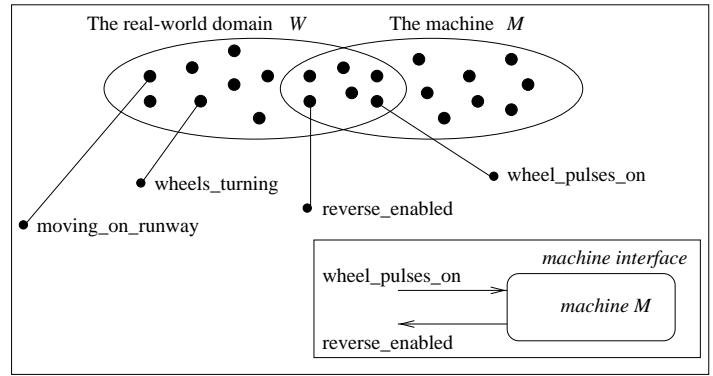 The real-world domain W
The machine M
wheels_turning
wheel_pulses_on
reverse_enabled
moving_on_runway
machine interface
wheel_pulses_on
machine M
reverse_enabled